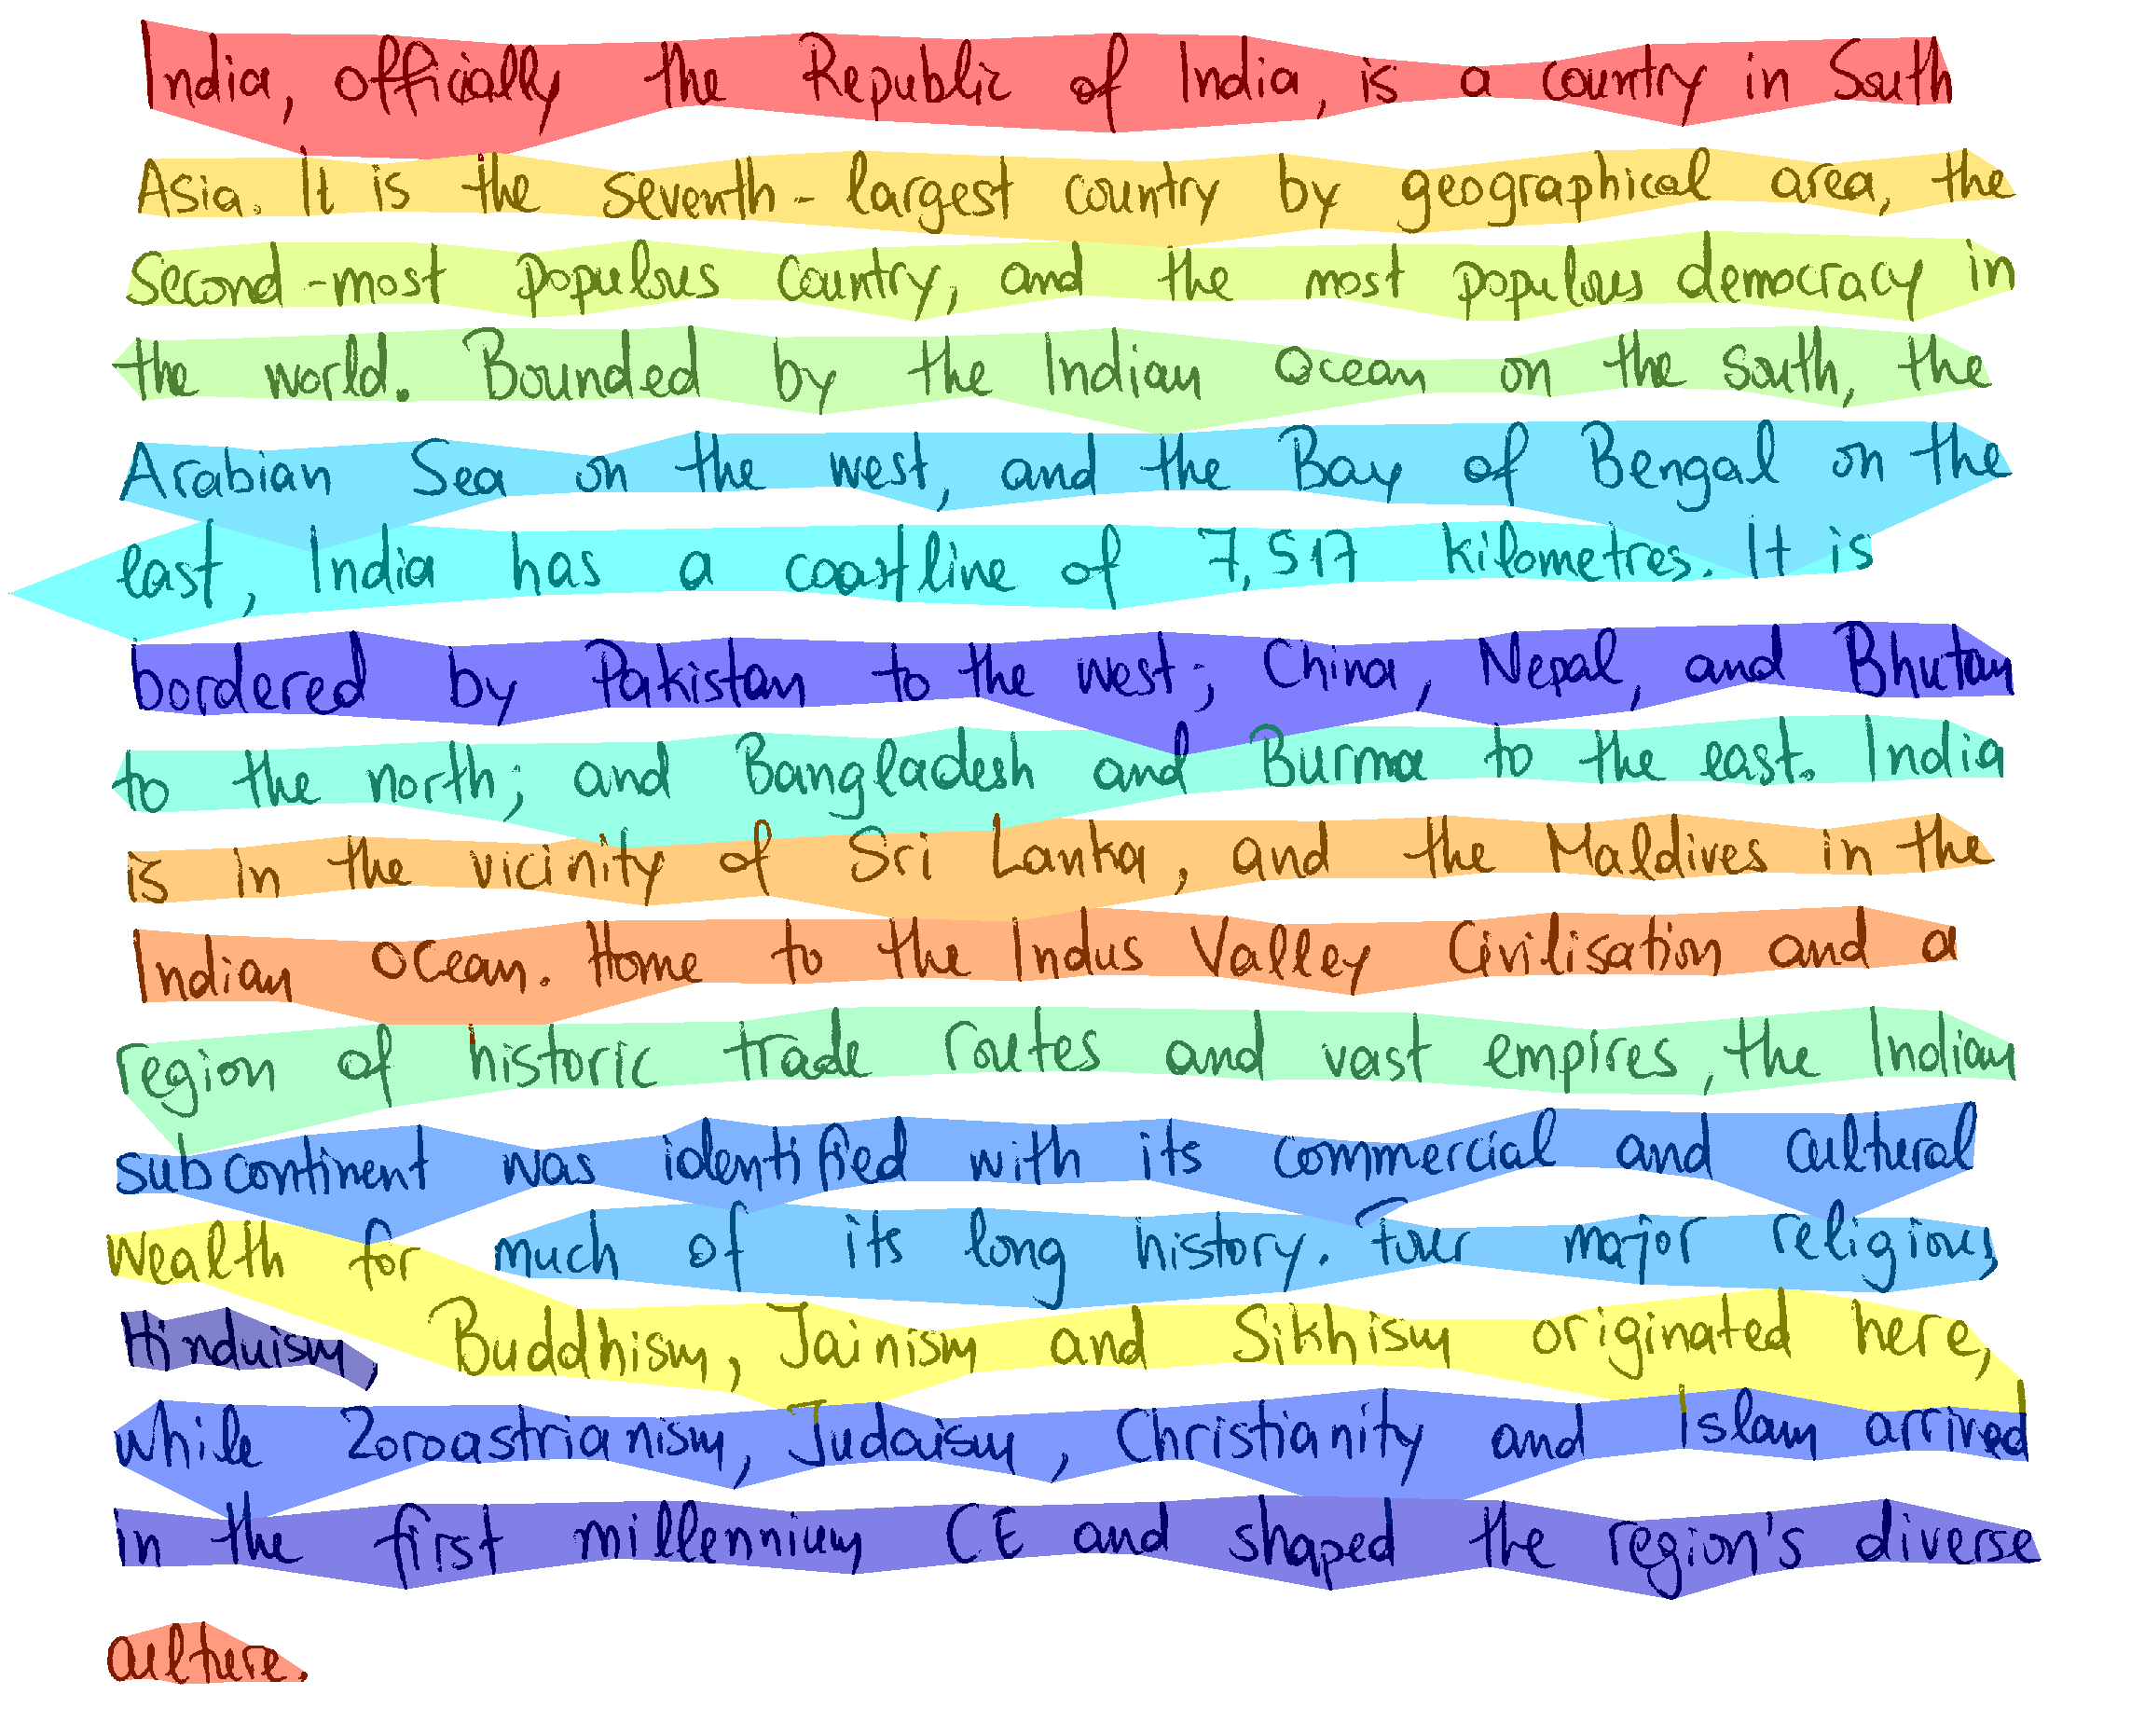 India, officially the Republic of India, is a country in South
Asia. It is the seventh-largest country by geographical area, the
second-most populous country, and the most populous democracy in
the world. Bounded by the Indian Ocean on the south, the
Arabian Sea on the west, and the Bay of Bengal on the
east, India has a coastline of 7,517 kilometres. It is
bordered by Pakistan to the west; China, Nepal, and Bhutan
to the north; and Bangladesh and Burma to the east. India
is in the vicinity of Sri Lanka, and the Maldives in the
Indian Ocean. Home to the Indus Valley Civilisation and a
region of historic trade routes and vast empires, the Indian
subcontinent was identified with its commercial and cultural
wealth for much of its long history. Four major religions,
Hinduism, Buddhism, Jainism and Sikhism originated here,
while Zoroastrianism, Judaism, Christianity and Islam arrived
in the first millennium CE and shaped the region's diverse
culture.